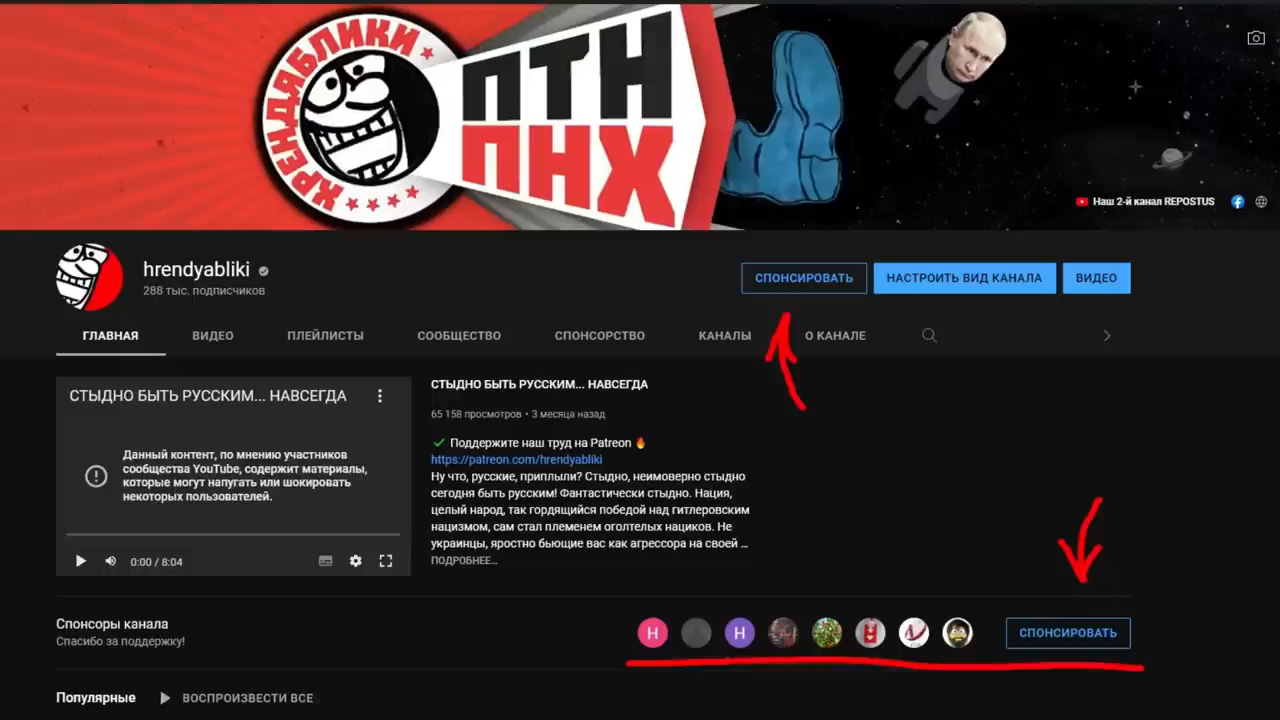 ХРЕНДЯБЛИКИ
ПТН
ПНХ
Наш 2-й канал REPOSTUS
hrendyabliki
288 тыс. подписчиков
СПОНСИРОВАТЬ
НАСТРОИТЬ ВИД КАНАЛА
ВИДЕО
ГЛАВНАЯ
ВИДЕО
ПЛЕЙЛИСТЫ
СООБЩЕСТВО
СПОНСОРСТВО
КАНАЛЫ
О КАНАЛЕ
СТЫДНО БЫТЬ РУССКИМ... НАВСЕГДА
Данный контент, по мнению участников
сообщества YouTube, содержит материалы,
которые могут напугать или шокировать
некоторых пользователей.
0:00 / 8:04
СТЫДНО БЫТЬ РУССКИМ... НАВСЕГДА
65 158 просмотров • 3 месяца назад
Поддержите наш труд на Patreon
https://patreon.com/hrendyabliki
Ну что, русские, приплыли? Стыдно, неимоверно стыдно
сегодня быть русским! Фантастически стыдно. Нация,
целый народ, так гордящийся победой над гитлеровским
нацизмом, сам стал племенем оголтелых нациков. Не
украинцы, яростно бьющие вас как агрессора на своей ...
ПОДРОБНЕЕ...
Спонсоры канала
Спасибо за поддержку!
H
H
СПОНСИРОВАТЬ
Популярные
ВОСПРОИЗВЕСТИ ВСЕ